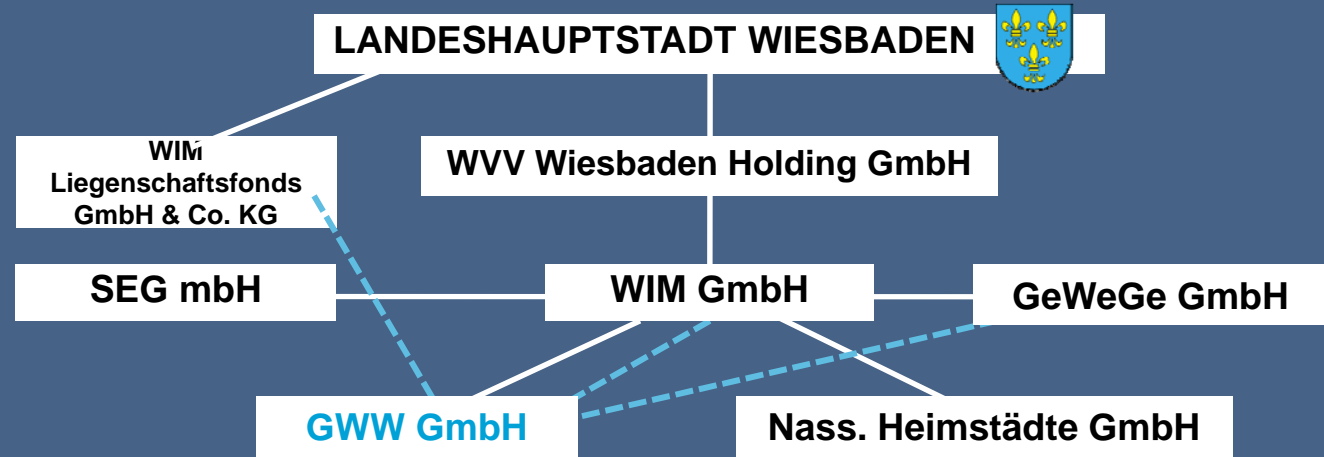 LANDESHAUPTSTADT WIESBADEN
WIM
Liegenschaftsfonds
GmbH & Co. KG
WVV Wiesbaden Holding GmbH
SEG mbH
WIM GmbH
GeWeGe GmbH
GWW GmbH
Nass. Heimstädte GmbH